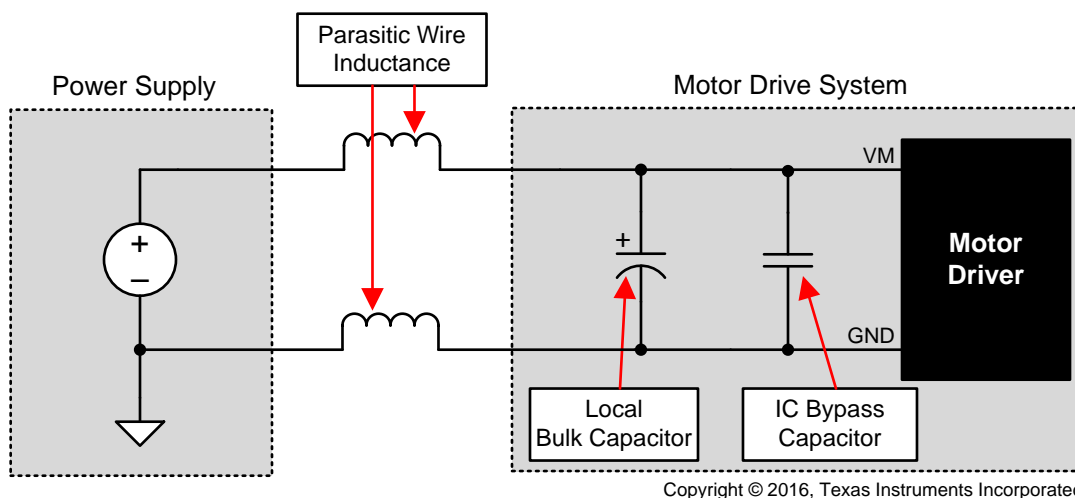 Parasitic Wire
Inductance
Power Supply
Motor Drive System
VM
+
–
+
Motor
Driver
GND
Local
Bulk Capacitor
IC Bypass
Capacitor
Copyright © 2016, Texas Instruments Incorporated